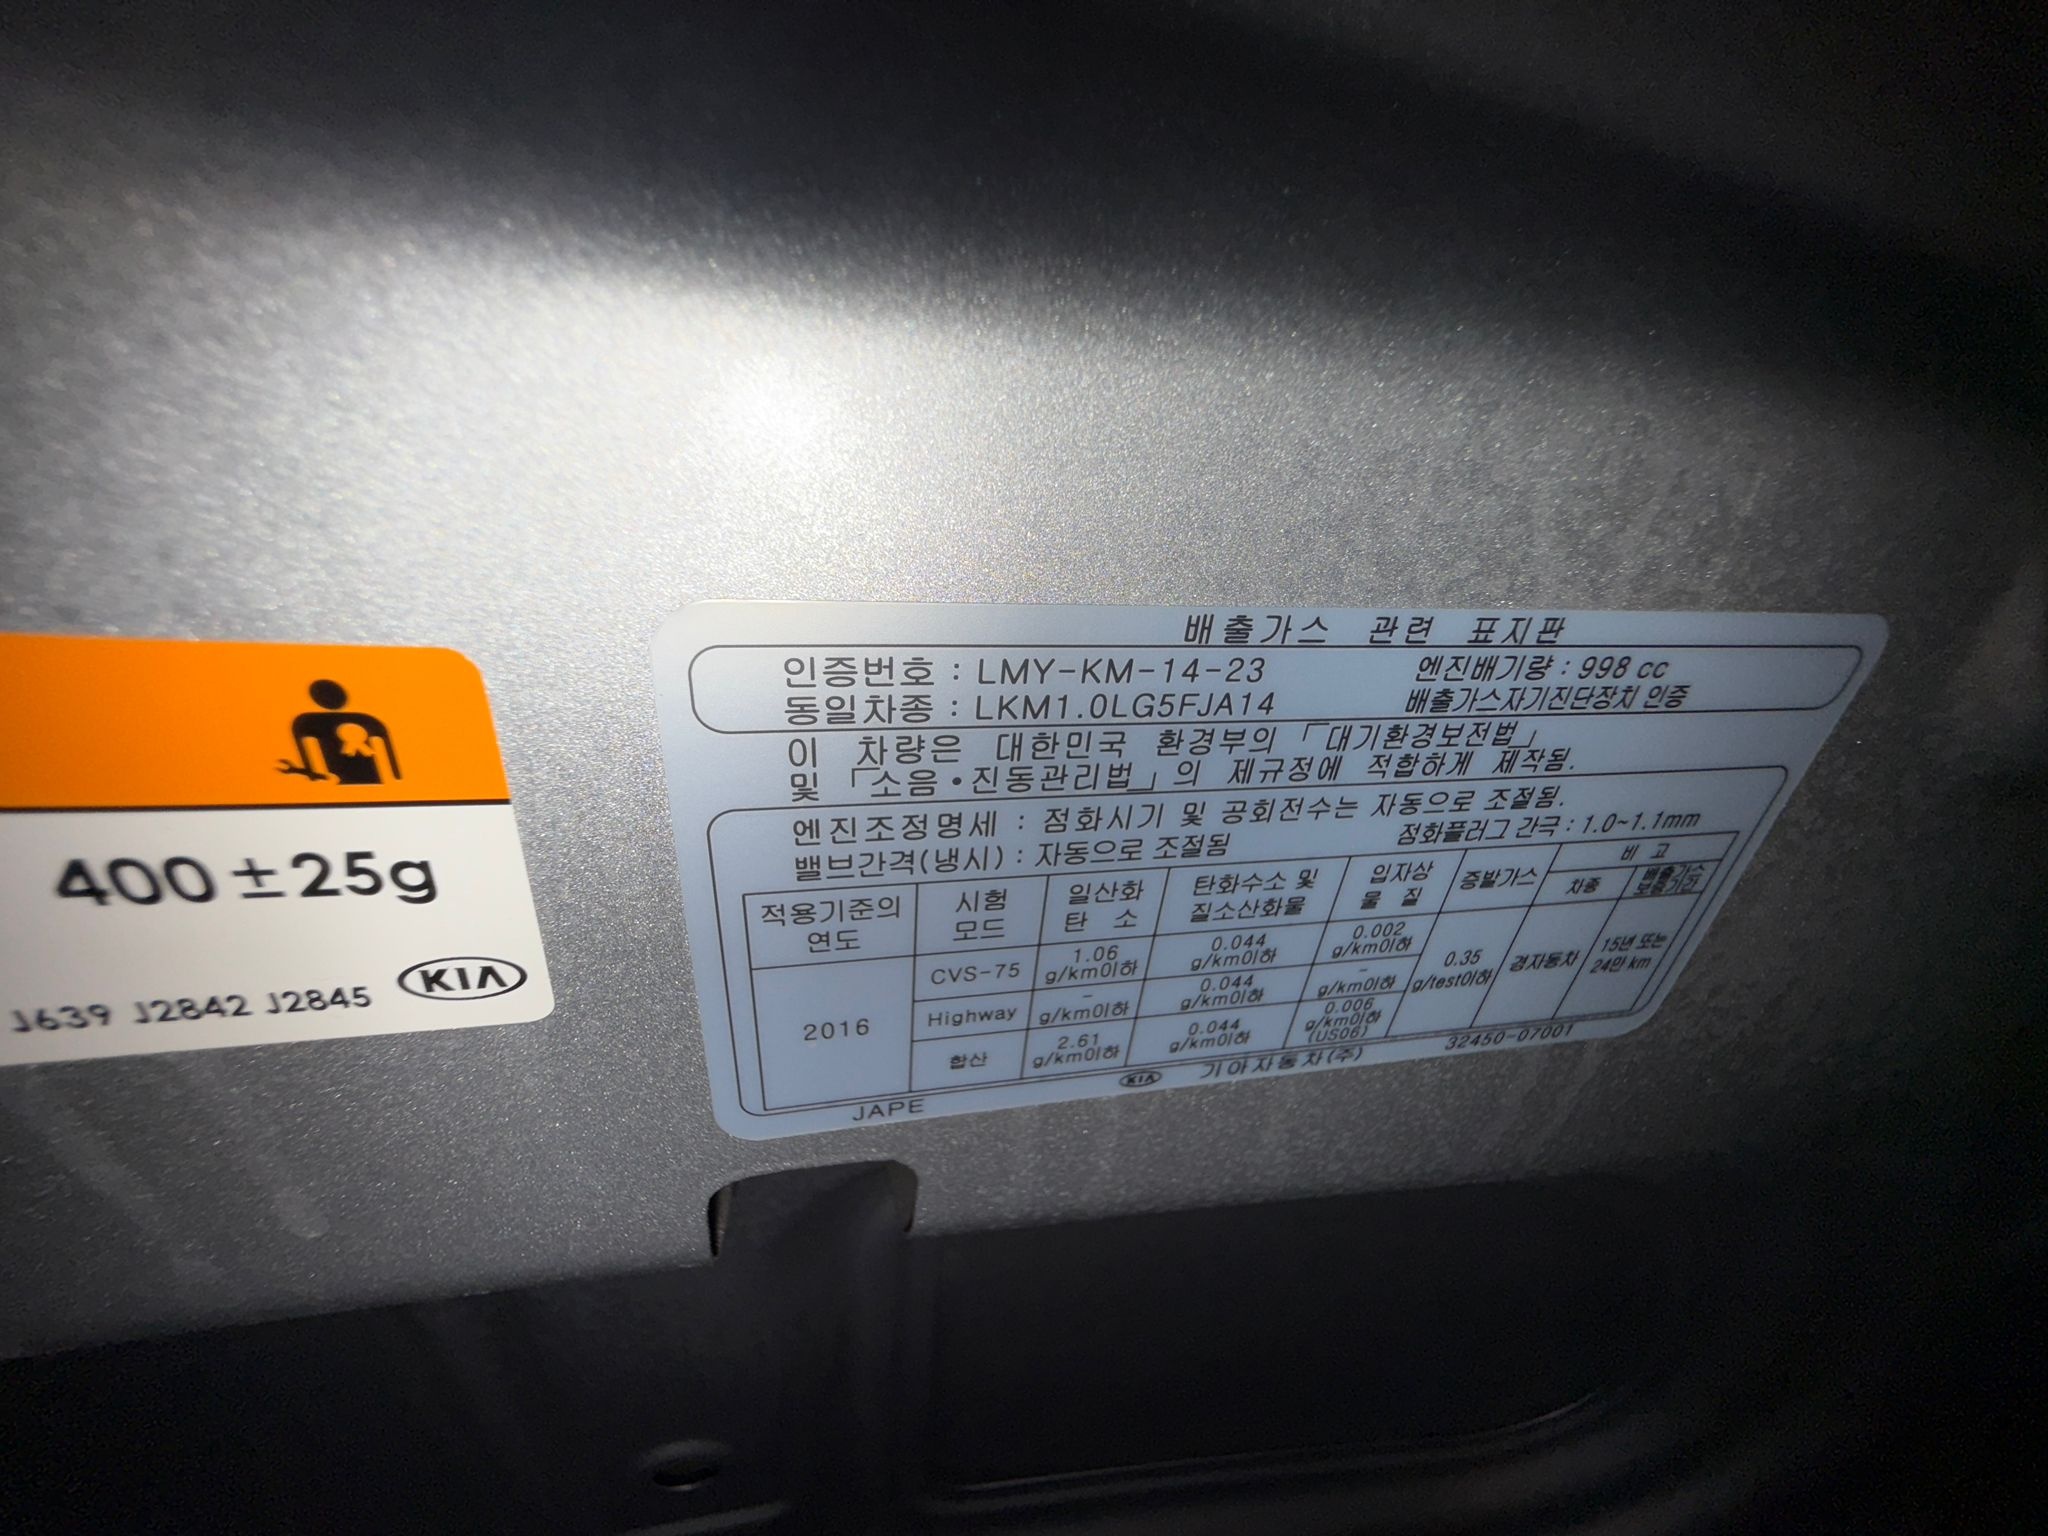 400±25g
J639 J2842 J2845
KIA
배출가스 관련 표지판
인증번호 : LMY-KM-14-23
엔진배기량 : 998 cc
동일차종 : LKM1.0LG5FJA14
배출가스자기진단장치 인증
이 차량은 대한민국 환경부의 「대기환경보전법」
및 「소음•진동관리법」의 제규정에 적합하게 제작됨.
엔진조정명세 : 점화시기 및 공회전수는 자동으로 조절됨.
밸브간격(냉시) : 자동으로 조절됨
점화플러그 간극 : 1.0~1.1mm
적용기준의 연도
시험 모드
일산화 탄 소
탄화수소 및 질소산화물
입자상 물 질
증발가스
비 고
차종
배출가스 보증기간
2016
CVS-75
1.06 g/km이하
0.044 g/km이하
0.002 g/km이하
0.35 g/test이하
경자동차
15년 또는 24만 km
Highway
- g/km이하
0.044 g/km이하
- g/km이하
합산
2.61 g/km이하
0.044 g/km이하
0.006 g/km이하 (US06)
JAPE
KIA 기아자동차(주)
32450-07001